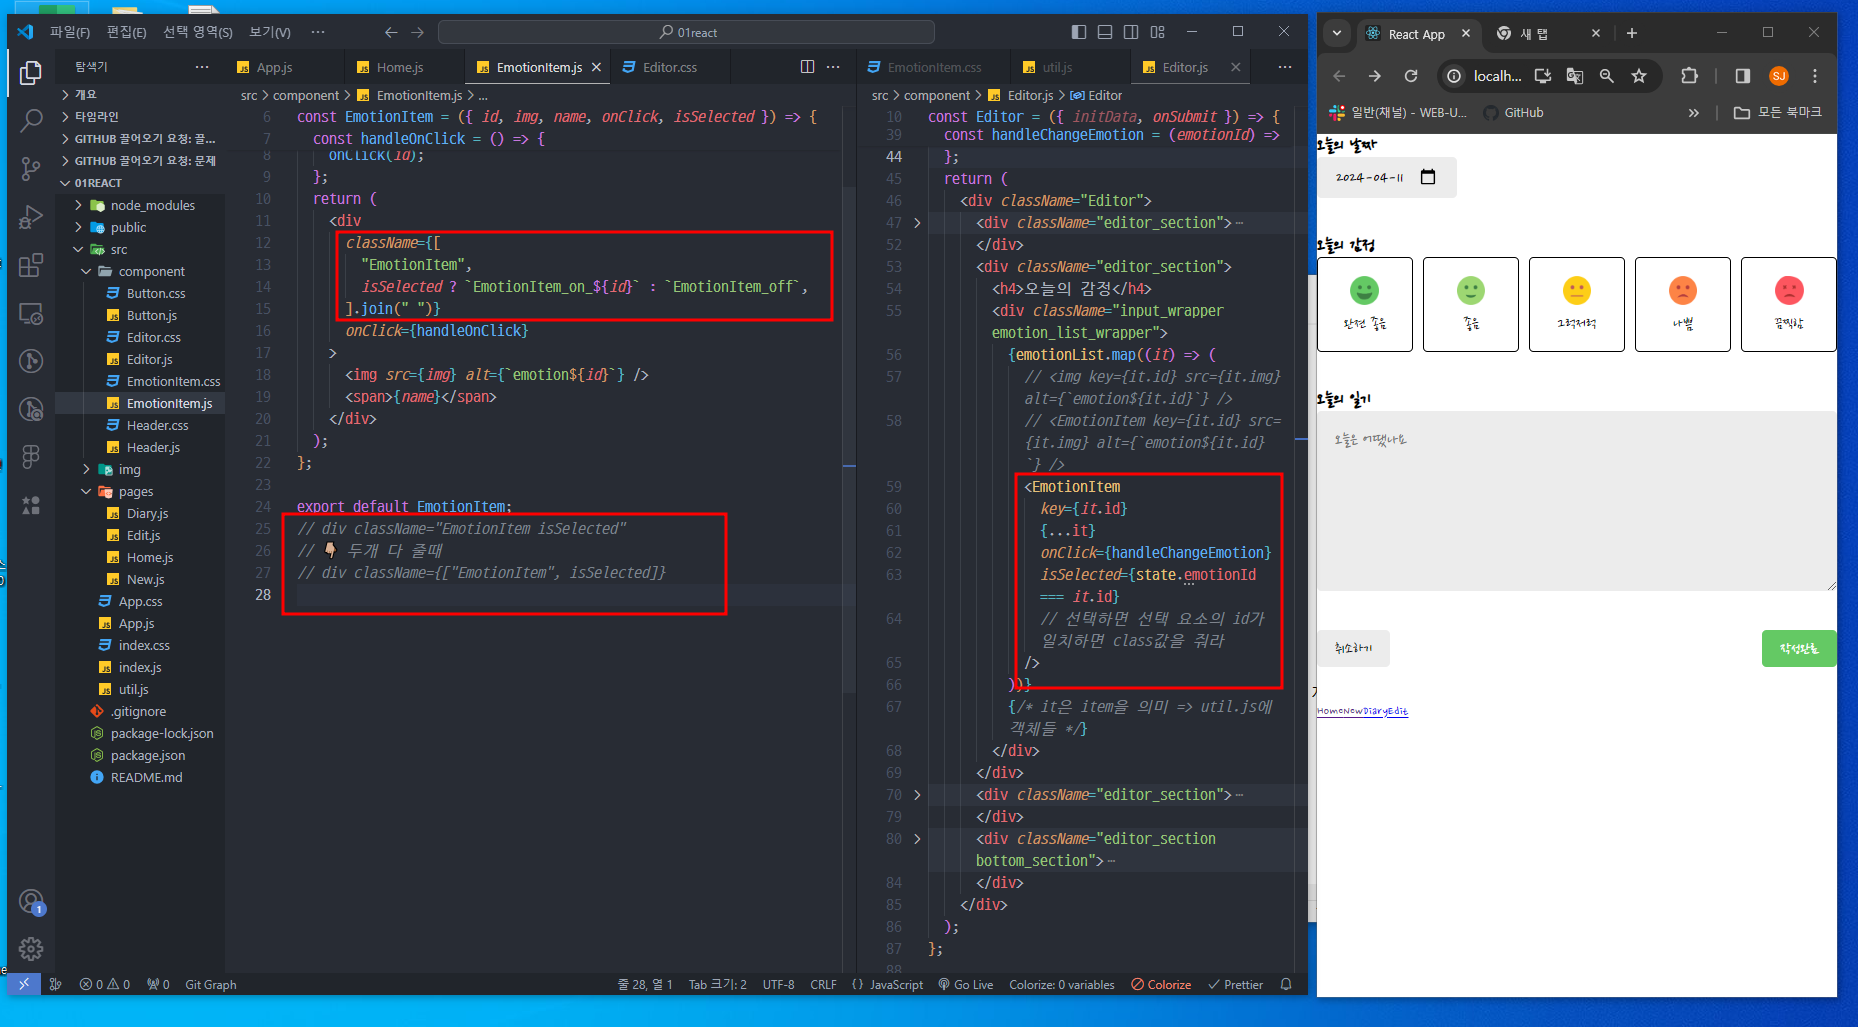 파일(F) 편집(E) 선택 영역(S) 보기(V) ···
01react
탐색기
개요
타임라인
GITHUB 끌어오기 요청: 끌...
GITHUB 끌어오기 요청: 문제
01REACT
node_modules
public
src
component
Button.css
Button.js
Editor.css
Editor.js
EmotionItem.css
EmotionItem.js
Header.css
Header.js
img
pages
Diary.js
Edit.js
Home.js
New.js
App.css
App.js
index.css
index.js
util.js
.gitignore
package-lock.json
package.json
README.md
App.js Home.js EmotionItem.js Editor.css
src > component > EmotionItem.js > ...
6 const EmotionItem = ({ id, img, name, onClick, isSelected }) => {
7 const handleOnClick = () => {
8 onClick(id);
9 };
10 return (
11 <div
12 className={[
13 "EmotionItem",
14 isSelected ? `EmotionItem_on_${id}` : `EmotionItem_off`,
15 ].join(" ")}
16 onClick={handleOnClick}
17 >
18 <img src={img} alt={`emotion${id}`} />
19 <span>{name}</span>
20 </div>
21 );
22 };
23
24 export default EmotionItem;
25 // div className="EmotionItem isSelected"
26 // 👇🏼 두개 다 줄때
27 // div className={["EmotionItem", isSelected]}
28
EmotionItem.css util.js Editor.js
src > component > Editor.js > Editor
10 const Editor = ({ initData, onSubmit }) => {
39 const handleChangeEmotion = (emotionId) =>
44 };
45 return (
46 <div className="Editor">
47 <div className="editor_section">···
52 </div>
53 <div className="editor_section">
54 <h4>오늘의 감정</h4>
55 <div className="input_wrapper
emotion_list_wrapper">
56 {emotionList.map((it) => (
57 // <img key={it.id} src={it.img}
alt={`emotion${it.id}`} />
58 // <EmotionItem key={it.id} src=
{it.img} alt={`emotion${it.id}
`} />
59 <EmotionItem
60 key={it.id}
61 {...it}
62 onClick={handleChangeEmotion}
63 isSelected={state.emotionId
=== it.id}
64 // 선택하면 선택 요소의 id가
일치하면 class값을 줘라
65 />
66 ))}
67 {/* it은 item을 의미 => util.js에
객체들 */}
68 </div>
69 </div>
70 <div className="editor_section">···
79 </div>
80 <div className="editor_section
bottom_section">···
84 </div>
85 </div>
86 );
87 };
88
1
0 0 0 Git Graph
줄 28, 열 1 Tab 크기: 2 UTF-8 CRLF {} JavaScript Go Live Colorize: 0 variables Colorize Prettier
React App 새 탭
localh... SJ
일반(채널) - WEB-U... GitHub » 모든 북마크
오늘의 날짜
2024-04-11
오늘의 감정
완전 좋음
좋음
그럭저럭
나쁨
끔찍함
오늘의 일기
오늘은 어땠나요
취소하기
작성완료
HomeNewDiaryEdit